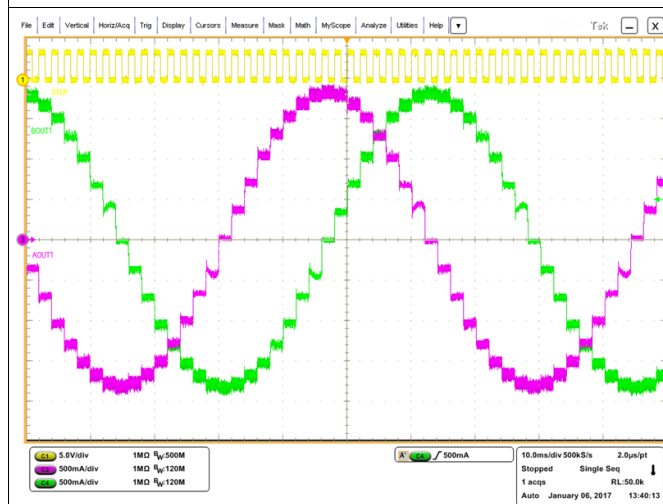 File Edit Vertical Horiz/Acq Trig Display Cursors Measure Mask Math MyScope Analyze Utilities Help Tek X
1 STEP
BOUT1
3
AOUT1
C1 5.0V/div 1MΩ BW:500M
C3 500mA/div 1MΩ BW:120M
C4 500mA/div 1MΩ BW:120M
A' C4 500mA
10.0ms/div 500kS/s 2.0µs/pt
Stopped Single Seq
1 acqs RL:50.0k
Auto January 06, 2017 13:40:13